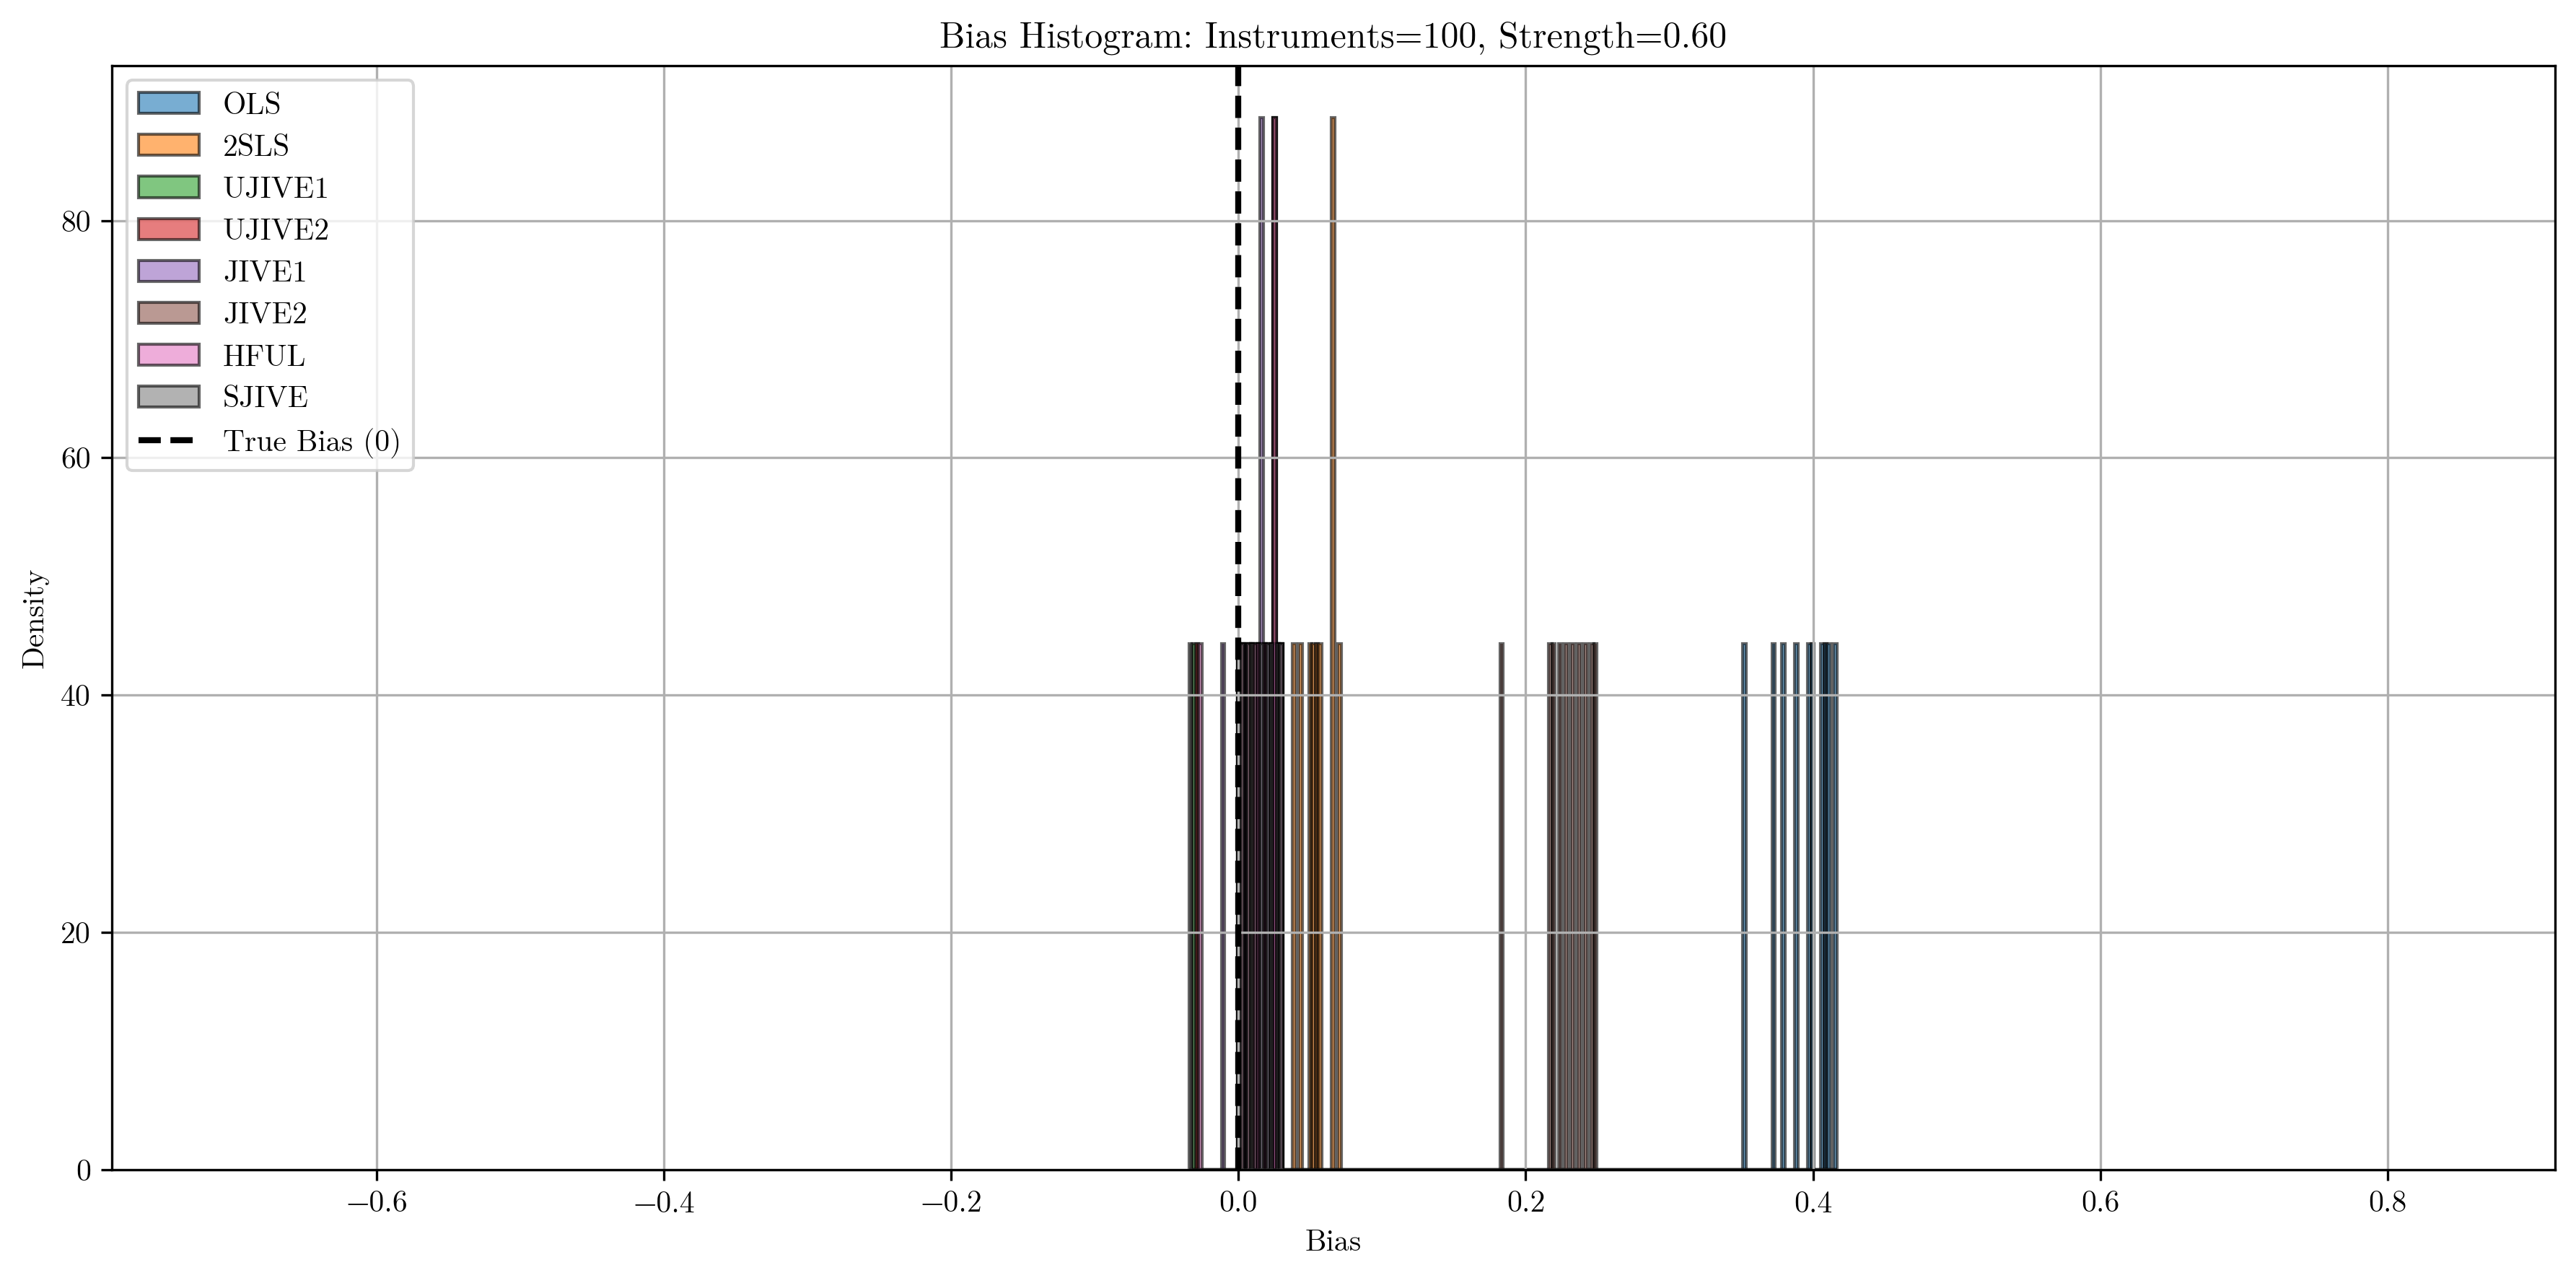 Bias Histogram: Instruments=100, Strength=0.60
OLS
2SLS
UJIVE1
UJIVE2
JIVE1
JIVE2
HFUL
SJIVE
True Bias (0)
Density
80
60
40
20
0
−0.6
−0.4
−0.2
0.0
0.2
0.4
0.6
0.8
Bias